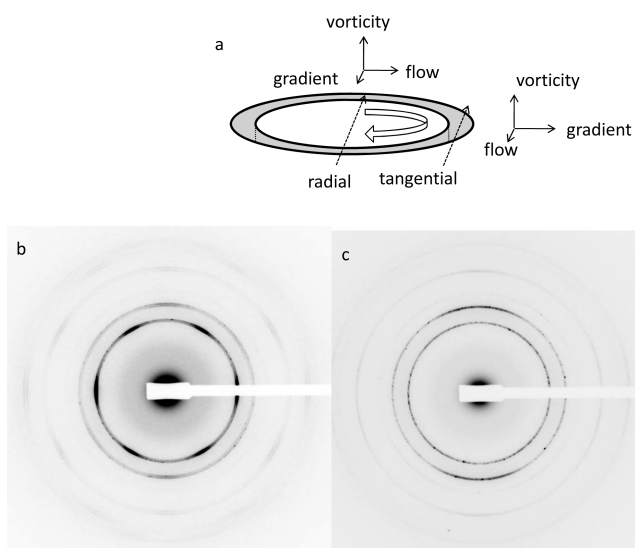 a
vorticity
gradient
flow
vorticity
gradient
flow
radial
tangential
b
c